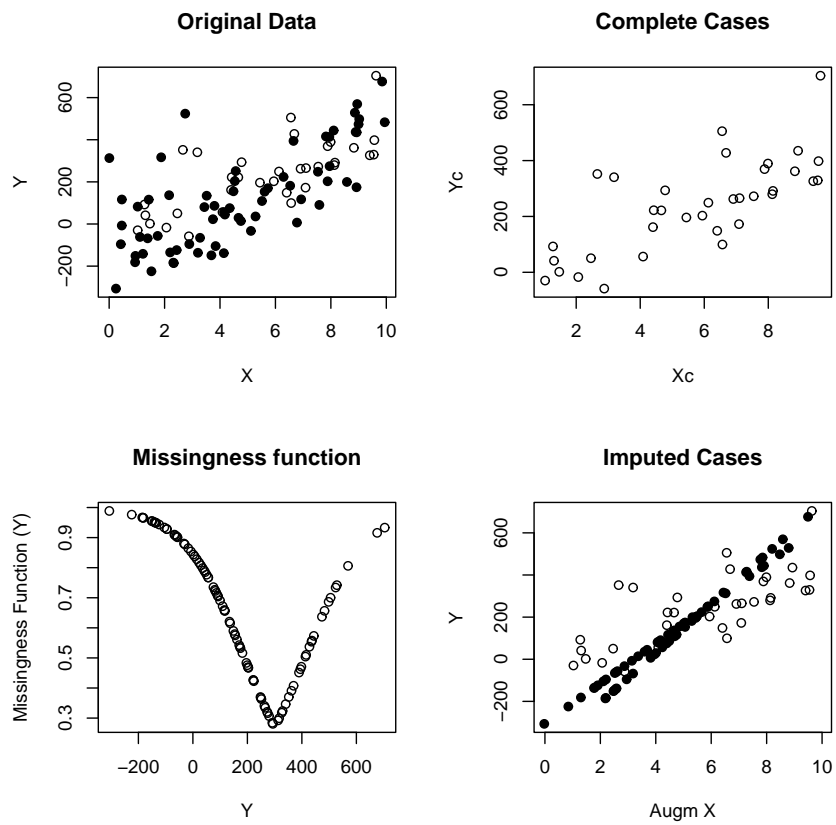 Original Data
Y
−200 0 200 600
0 2 4 6 8 10
X
Complete Cases
Yc
0 200 400 600
2 4 6 8
Xc
Missingness function
Missingness Function (Y)
0.3 0.5 0.7 0.9
−200 0 200 400 600
Y
Imputed Cases
Y
−200 0 200 600
0 2 4 6 8 10
Augm X